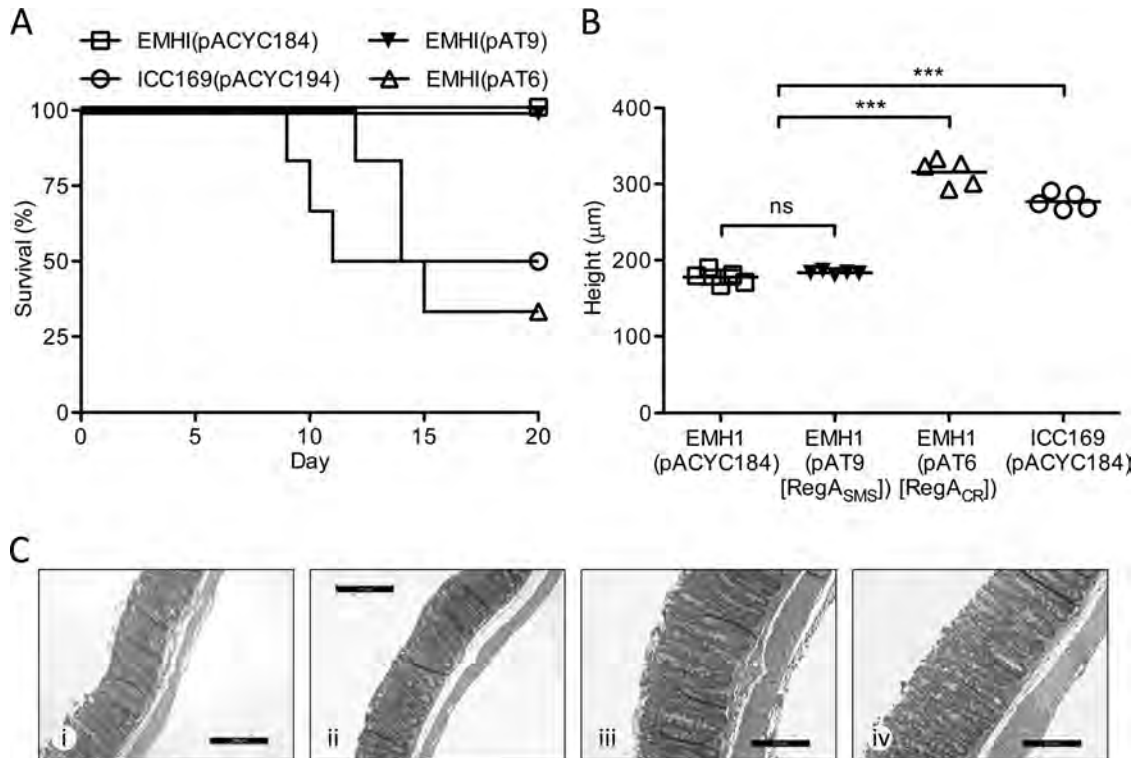 A
EMHI(pACYC184)
EMHI(pAT9)
ICC169(pACYC194)
EMHI(pAT6)
100
75
50
25
0
Survival (%)
0
5
10
15
20
Day
B
***
***
ns
400
300
200
100
0
Height (μm)
EMH1
(pACYC184)
EMH1
(pAT9
[RegASMS])
EMH1
(pAT6
[RegACR])
ICC169
(pACYC184)
C
i
ii
iii
iv